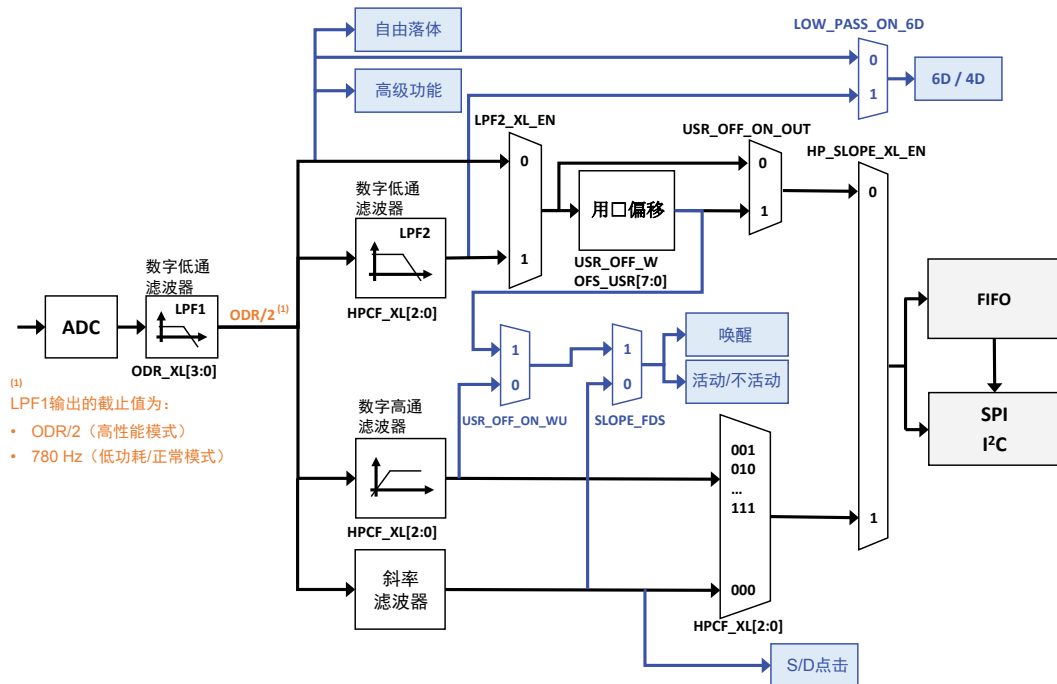 自由落体
LOW_PASS_ON_6D
0
高级功能
1
6D / 4D
LPF2_XL_EN
USR_OFF_ON_OUT
HP_SLOPE_XL_EN
0
0
0
数字低通
滤波器
LPF2
用口偏移
1
1
HPCF_XL[2:0]
USR_OFF_W
OFS_USR[7:0]
数字低通
滤波器
ADC
LPF1
ODR/2 (1)
ODR_XL[3:0]
FIFO
唤醒
1
1
0
0
活动/不活动
USR_OFF_ON_WU
SLOPE_FDS
SPI
I²C
(1)
LPF1输出的截止值为：
• ODR/2（高性能模式）
• 780 Hz（低功耗/正常模式）
数字高通
滤波器
HPCF_XL[2:0]
001
010
...
111
1
斜率
滤波器
000
HPCF_XL[2:0]
S/D点击